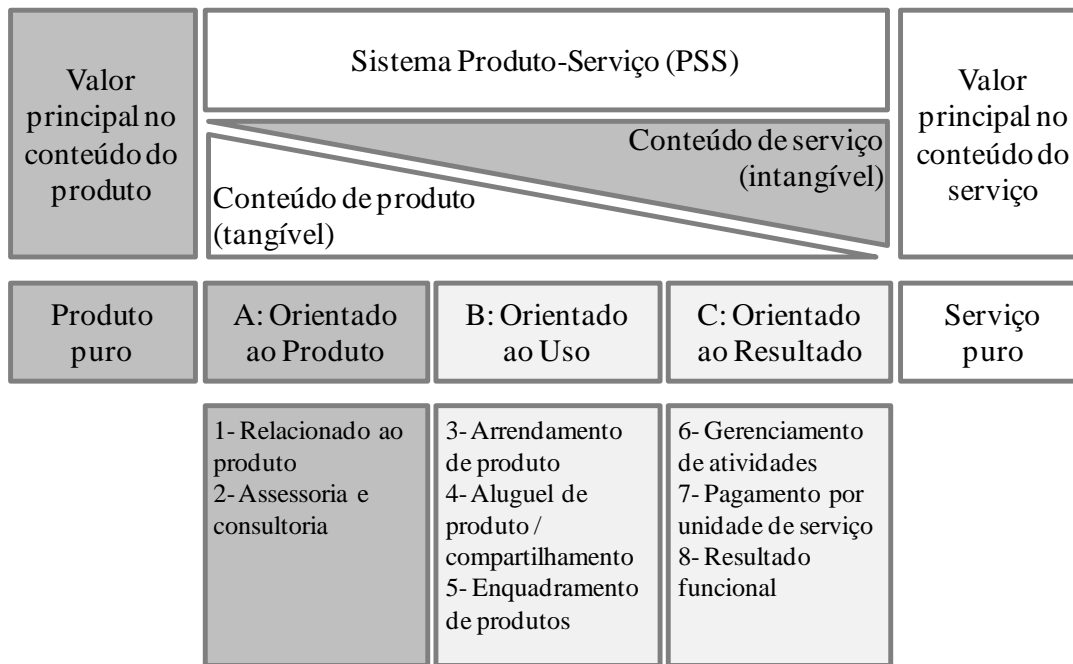 Valor
principal no
conteúdo do
produto
Sistema Produto-Serviço (PSS)
Conteúdo de serviço
(intangível)
Conteúdo de produto
(tangível)
Valor
principal no
conteúdo do
serviço
Produto
puro
A: Orientado
ao Produto
B: Orientado
ao Uso
C: Orientado
ao Resultado
Serviço
puro
1- Relacionado ao
produto
2- Assessoria e
consultoria
3- Arrendamento
de produto
4- Aluguel de
produto /
compartilhamento
5- Enquadramento
de produtos
6- Gerenciamento
de atividades
7- Pagamento por
unidade de serviço
8- Resultado
funcional